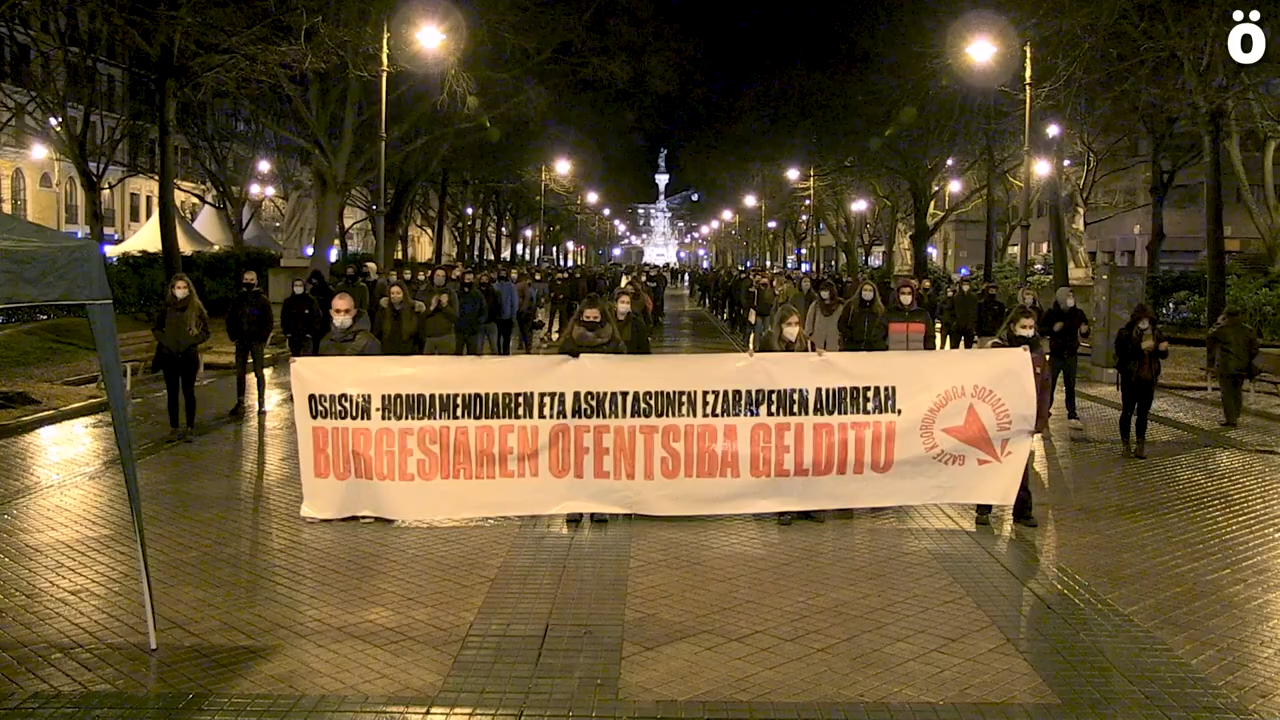 ö
OSASUN-HONDAMENDIAREN ETA ASKATASUNEN EZABAPENEN AURREAN,
BURGESIAREN OFENTSIBA GELDITU
GAZTE KOORDINADORA SOZIALISTA